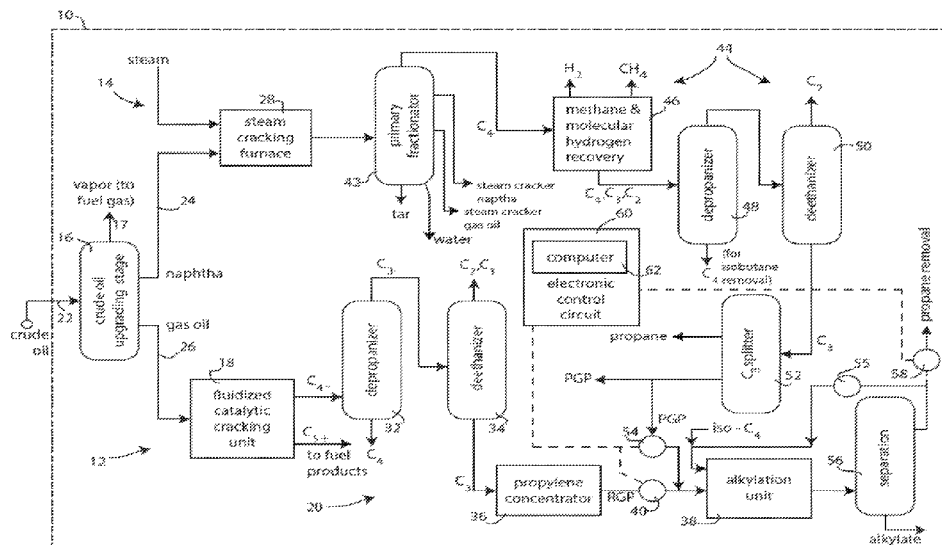 10
steam
14
28
steam
cracking
furnace
primary
fractionator
43
C4
tar
water
steam cracker
naptha
steam cracker
gas oil
H2
CH4
44
methane &
molecular
hydrogen
recovery
46
C4, C3, C2
depropanizer
48
C4
(for
isobutane
removal)
deethanizer
50
vapor (to
fuel gas)
16
17
24
crude oil
upgrading stage
naphtha
22
crude
oil
gas oil
26
60
computer
62
electronic
control
circuit
propane
C3 splitter
52
C3
PGP
PGP
54
55
58
propane removal
18
fluidized
catalytic
cracking
unit
C4-
C5+
to fuel
products
12
C3
depropanizer
32
C4
C2, C3
deethanizer
34
20
C3
propylene
concentrator
36
RGP
40
iso - C4
alkylation
unit
38
separation
56
alkylate